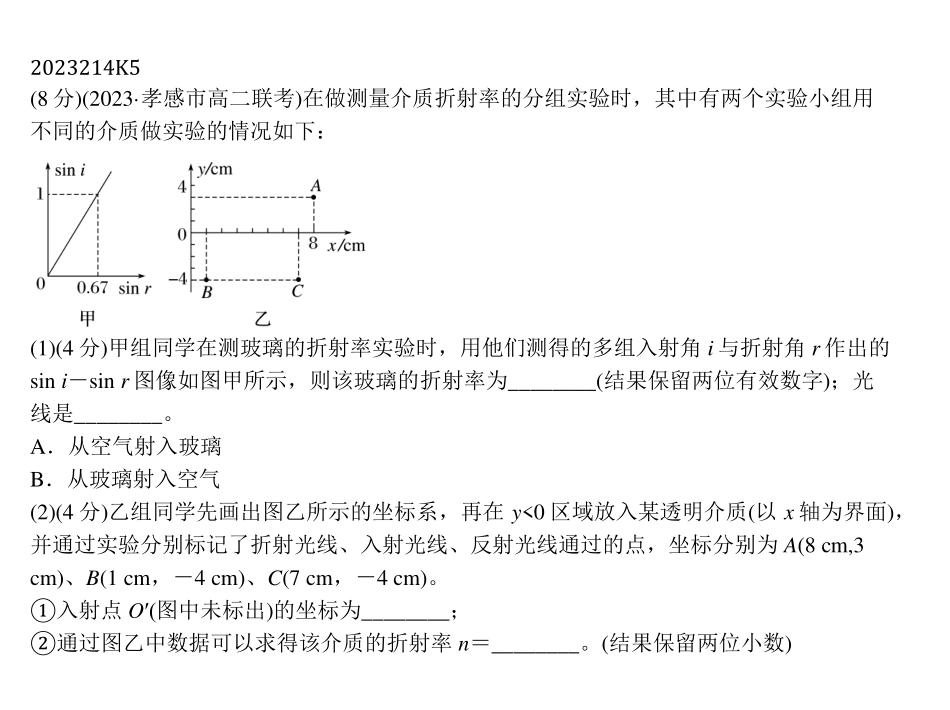 2023214K5
(8分)(2023·孝感市高二联考)在做测量介质折射率的分组实验时，其中有两个实验小组用
不同的介质做实验的情况如下：
sin i
1
0
0.67 sin r
甲
y/cm
4
A
0
8 x/cm
−4
B
C
乙
(1)(4分)甲组同学在测玻璃的折射率实验时，用他们测得的多组入射角 i 与折射角 r 作出的
sin i－sin r 图像如图甲所示，则该玻璃的折射率为________(结果保留两位有效数字)；光
线是________。
A．从空气射入玻璃
B．从玻璃射入空气
(2)(4分)乙组同学先画出图乙所示的坐标系，再在 y<0 区域放入某透明介质(以 x 轴为界面)，
并通过实验分别标记了折射光线、入射光线、反射光线通过的点，坐标分别为 A(8 cm,3
cm)、B(1 cm，－4 cm)、C(7 cm，－4 cm)。
①入射点 O′(图中未标出)的坐标为________；
②通过图乙中数据可以求得该介质的折射率 n＝________。(结果保留两位小数)